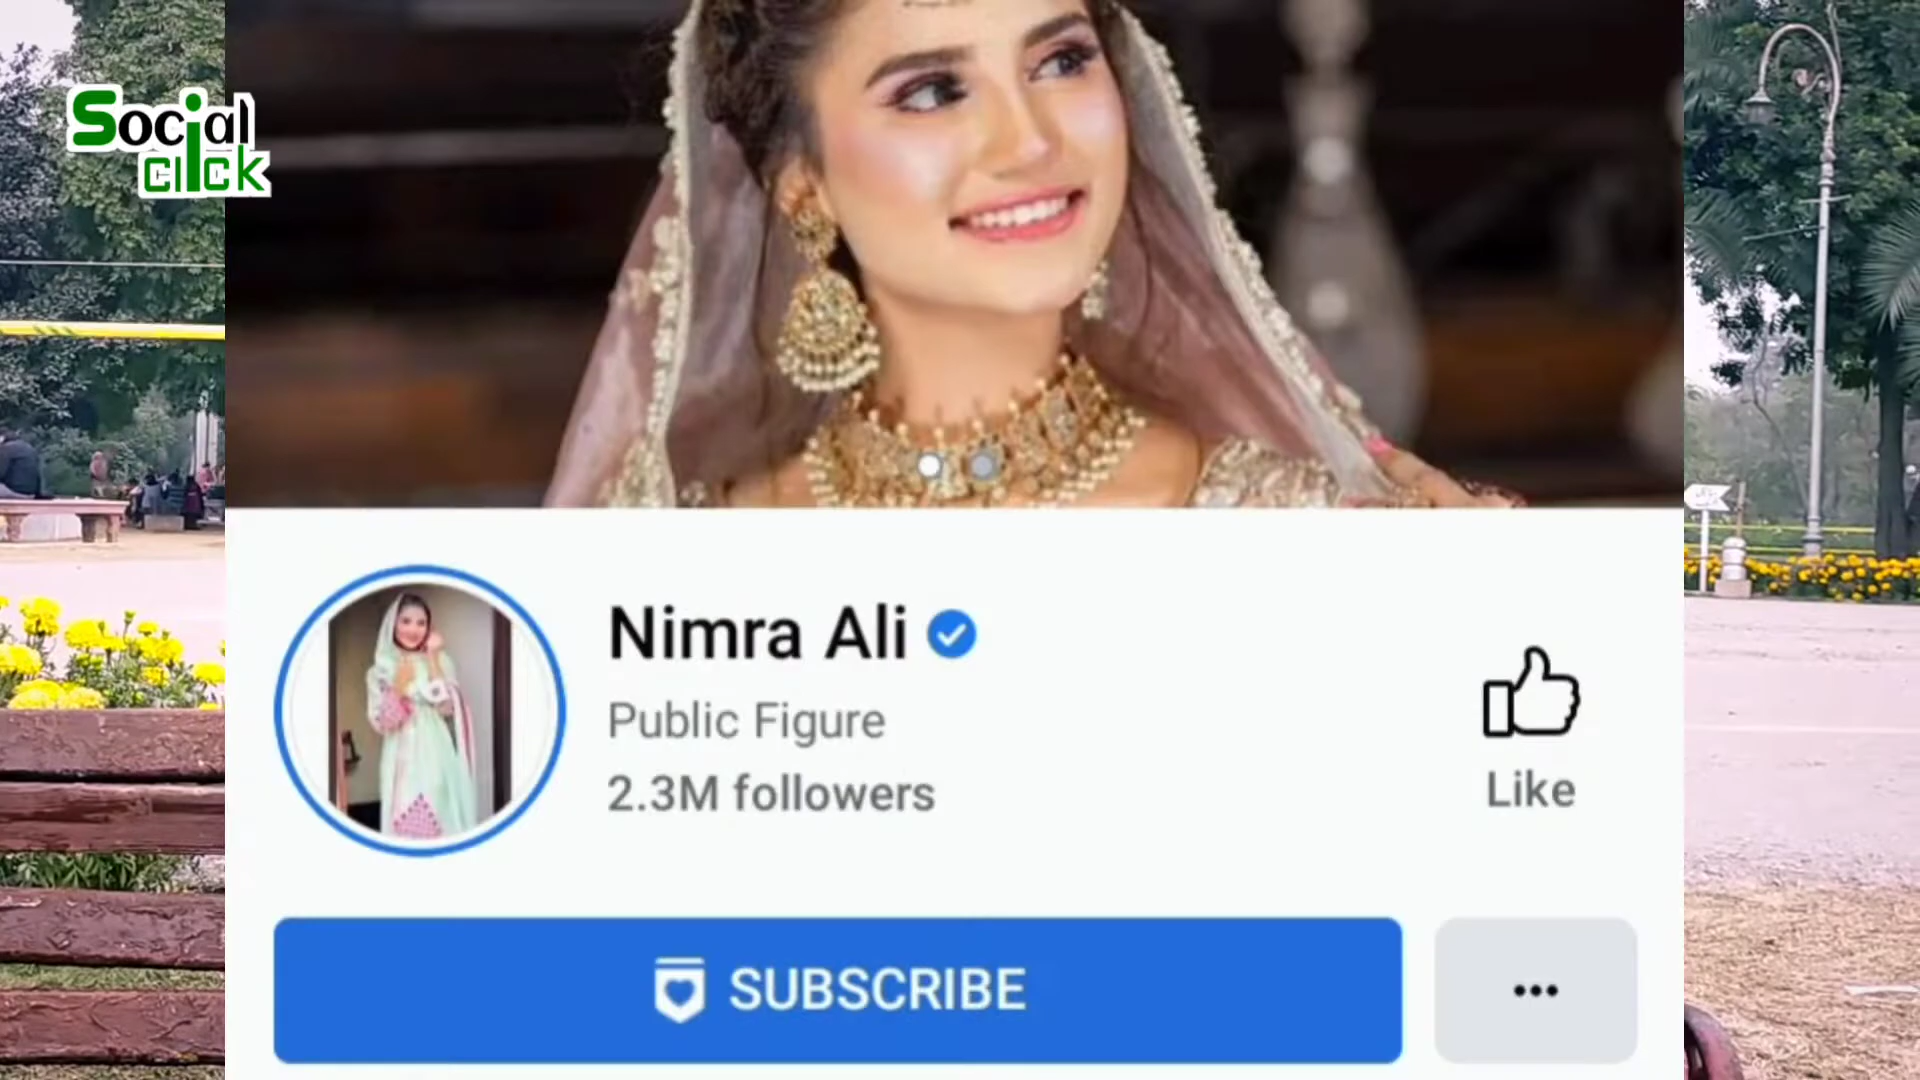 Social
click
Nimra Ali
Public Figure
2.3M followers
Like
SUBSCRIBE